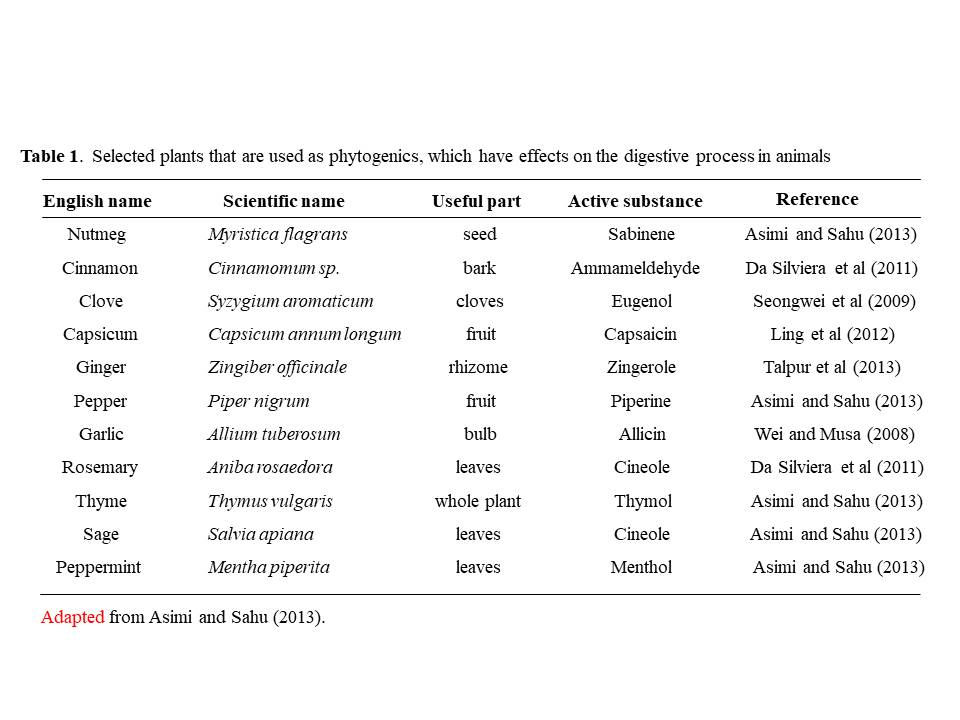 Table 1. Selected plants that are used as phytogenics, which have effects on the digestive process in animals
English name Scientific name Useful part Active substance Reference
Nutmeg Myristica flagrans seed Sabinene Asimi and Sahu (2013)
Cinnamon Cinnamomum sp. bark Ammameldehyde Da Silviera et al (2011)
Clove Syzygium aromaticum cloves Eugenol Seongwei et al (2009)
Capsicum Capsicum annum longum fruit Capsaicin Ling et al (2012)
Ginger Zingiber officinale rhizome Zingerole Talpur et al (2013)
Pepper Piper nigrum fruit Piperine Asimi and Sahu (2013)
Garlic Allium tuberosum bulb Allicin Wei and Musa (2008)
Rosemary Aniba rosaedora leaves Cineole Da Silviera et al (2011)
Thyme Thymus vulgaris whole plant Thymol Asimi and Sahu (2013)
Sage Salvia apiana leaves Cineole Asimi and Sahu (2013)
Peppermint Mentha piperita leaves Menthol Asimi and Sahu (2013)
Adapted from Asimi and Sahu (2013).